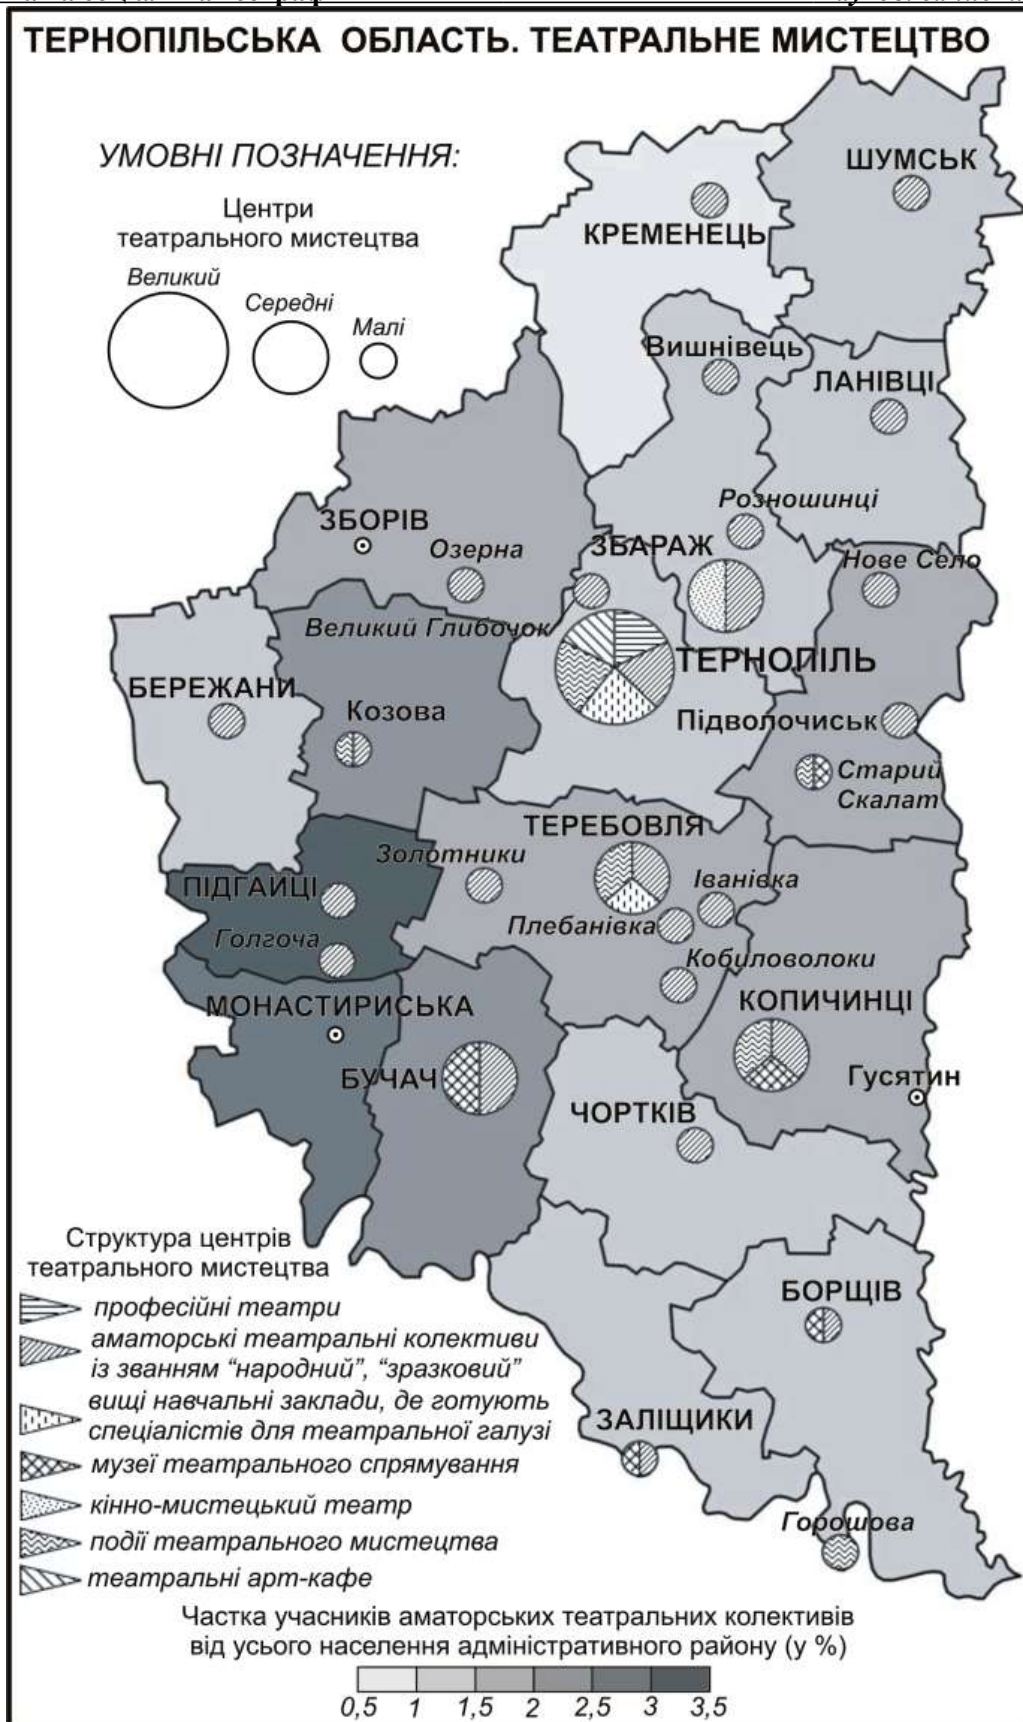 ТЕРНОПІЛЬСЬКА ОБЛАСТЬ. ТЕАТРАЛЬНЕ МИСТЕЦТВО
УМОВНІ ПОЗНАЧЕННЯ:
Центри
театрального мистецтва
Великий
Середні
Малі
ШУМСЬК
КРЕМЕНЕЦЬ
Вишнівець
ЛАНІВЦІ
Розношинці
ЗБОРІВ
Озерна
ЗБАРАЖ
Нове Село
Великий Глибочок
ТЕРНОПІЛЬ
БЕРЕЖАНИ
Козова
Підволочиськ
Старий
Скалат
ТЕРЕБОВЛЯ
Золотники
Іванівка
ПІДГАЙЦІ
Плебанівка
Голгоча
Кобиловолоки
МОНАСТИРИСЬКА
КОПИЧИНЦІ
БУЧАЧ
Гусятин
ЧОРТКІВ
БОРЩІВ
ЗАЛІЩИКИ
Горошова
Структура центрів
театрального мистецтва
професійні театри
аматорські театральні колективи
із званням “народний”, “зразковий”
вищі навчальні заклади, де готують
спеціалістів для театральної галузі
музеї театрального спрямування
кінно-мистецький театр
події театрального мистецтва
театральні арт-кафе
Частка учасників аматорських театральних колективів
від усього населення адміністративного району (у %)
0,5 1 1,5 2 2,5 3 3,5